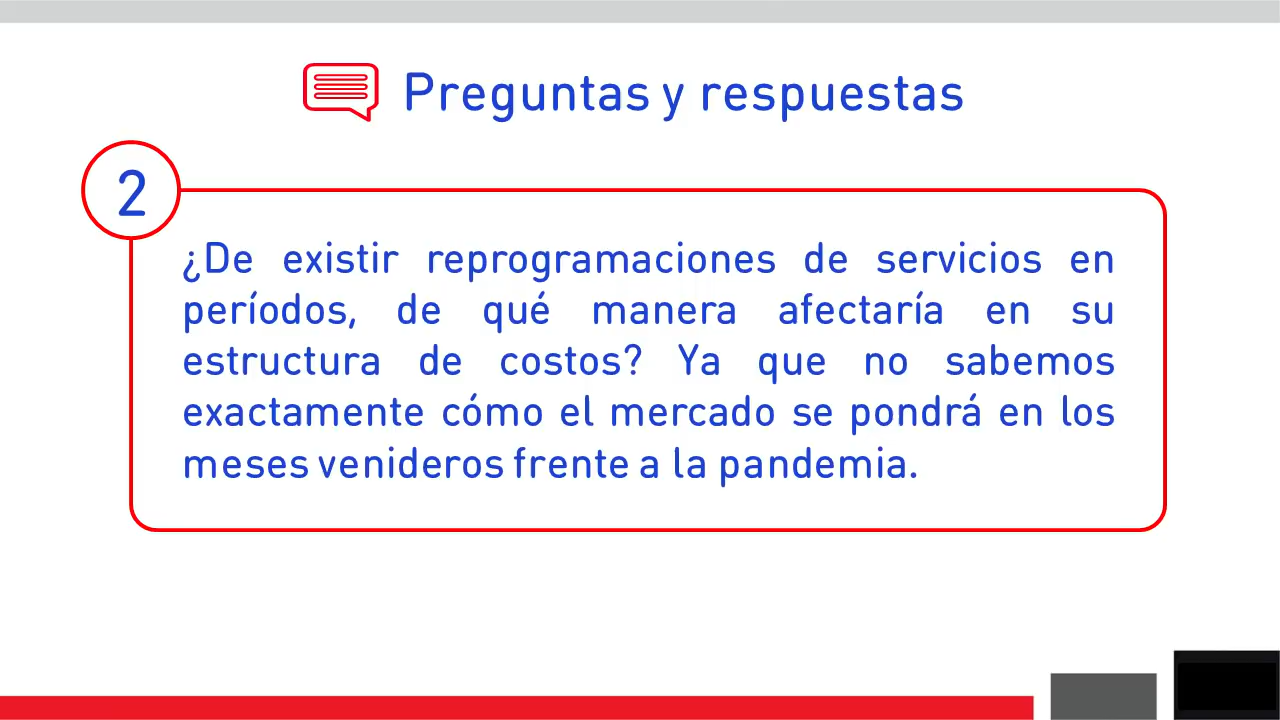 Preguntas y respuestas
2
¿De existir reprogramaciones de servicios en
períodos, de qué manera afectaría en su
estructura de costos? Ya que no sabemos
exactamente cómo el mercado se pondrá en los
meses venideros frente a la pandemia.